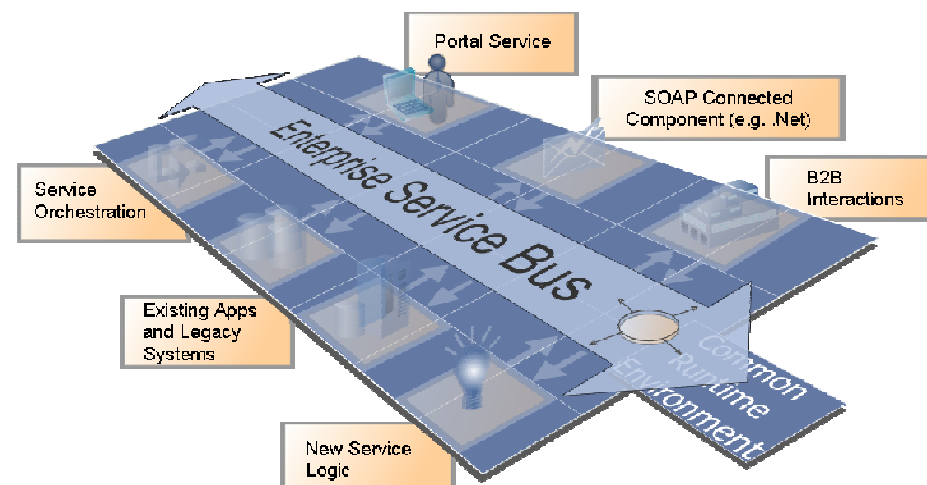 Portal Service
SOAP Connected
Component (e.g. .Net)
B2B
Interactions
Enterprise Service Bus
Service
Orchestration
Existing Apps
and Legacy
Systems
Common
Runtime
Environment
New Service
Logic